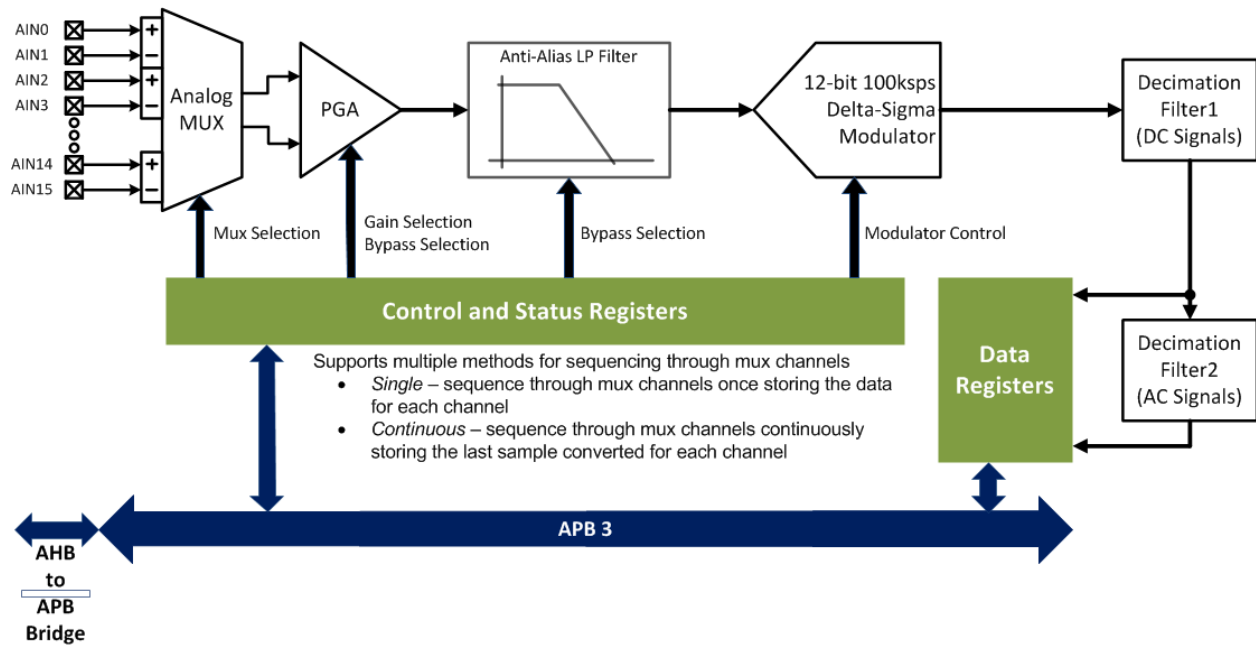 AIN0
AIN1
AIN2
AIN3
AIN14
AIN15
+
−
+
−
+
−
Analog
MUX
PGA
Anti-Alias LP Filter
12-bit 100ksps
Delta-Sigma
Modulator
Decimation
Filter1
(DC Signals)
Mux Selection
Gain Selection
Bypass Selection
Bypass Selection
Modulator Control
Control and Status Registers
Supports multiple methods for sequencing through mux channels
• Single – sequence through mux channels once storing the data
for each channel
• Continuous – sequence through mux channels continuously
storing the last sample converted for each channel
Data
Registers
Decimation
Filter2
(AC Signals)
APB 3
AHB
to
APB
Bridge